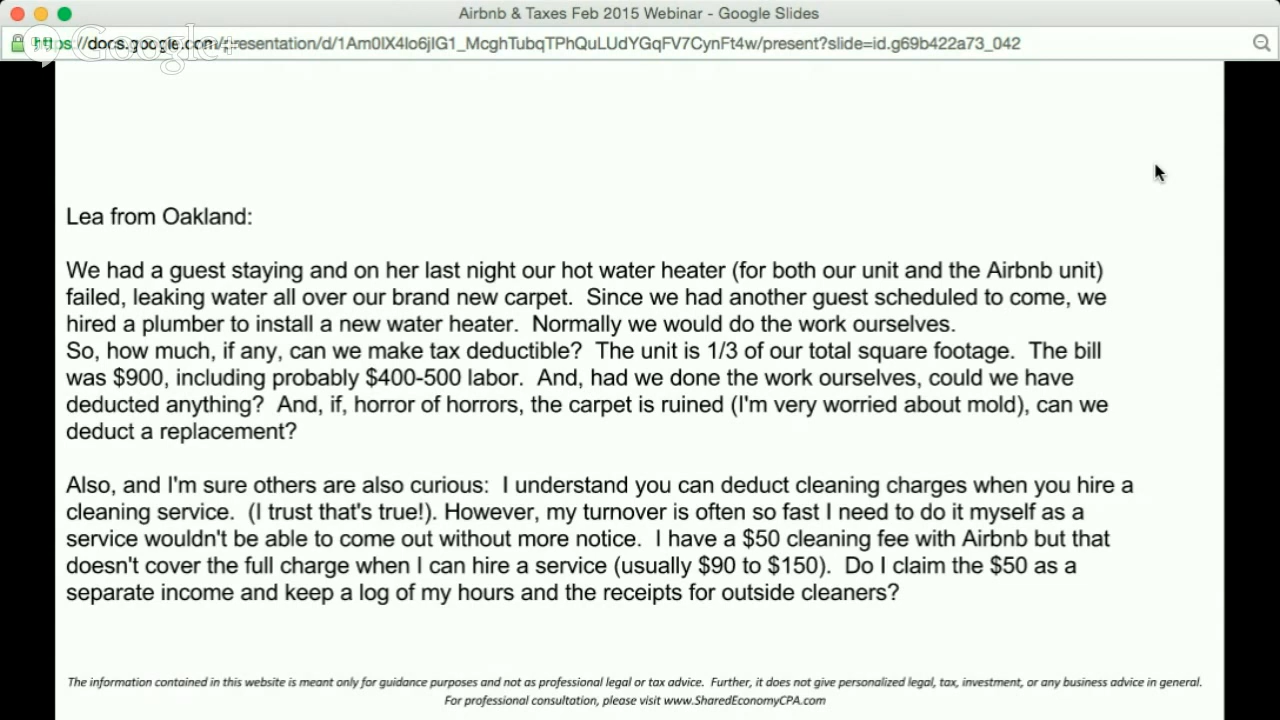 Airbnb & Taxes Feb 2015 Webinar - Google Slides
https://docs.google.com/presentation/d/1Am0IX4Io6jIG1_McghTubqTPhQuLUdYGqFV7CynFt4w/present?slide=id.g69b422a73_042
Google+
Lea from Oakland:
We had a guest staying and on her last night our hot water heater (for both our unit and the Airbnb unit)
failed, leaking water all over our brand new carpet.  Since we had another guest scheduled to come, we
hired a plumber to install a new water heater.  Normally we would do the work ourselves.
So, how much, if any, can we make tax deductible?  The unit is 1/3 of our total square footage.  The bill
was $900, including probably $400-500 labor.  And, had we done the work ourselves, could we have
deducted anything?  And, if, horror of horrors, the carpet is ruined (I'm very worried about mold), can we
deduct a replacement?
Also, and I'm sure others are also curious:  I understand you can deduct cleaning charges when you hire a
cleaning service.  (I trust that's true!). However, my turnover is often so fast I need to do it myself as a
service wouldn't be able to come out without more notice.  I have a $50 cleaning fee with Airbnb but that
doesn't cover the full charge when I can hire a service (usually $90 to $150).  Do I claim the $50 as a
separate income and keep a log of my hours and the receipts for outside cleaners?
The information contained in this website is meant only for guidance purposes and not as professional legal or tax advice.  Further, it does not give personalized legal, tax, investment, or any business advice in general.
For professional consultation, please visit www.SharedEconomyCPA.com